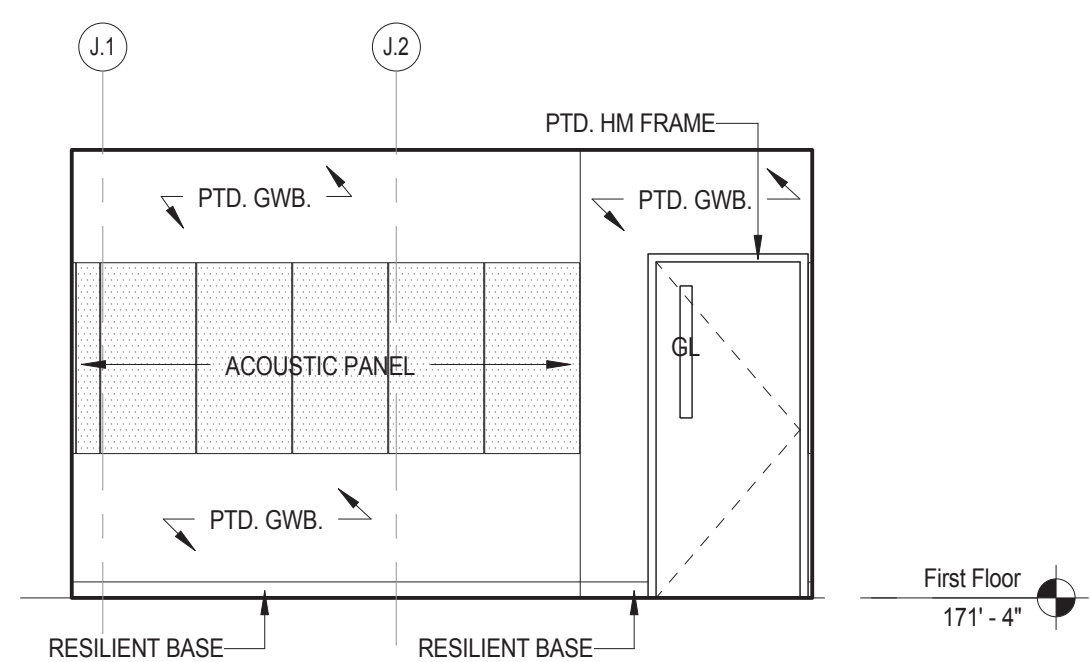 J.1
J.2
PTD. HM FRAME
PTD. GWB.
PTD. GWB.
GL
ACOUSTIC PANEL
PTD. GWB.
First Floor
171' - 4"
RESILIENT BASE
RESILIENT BASE